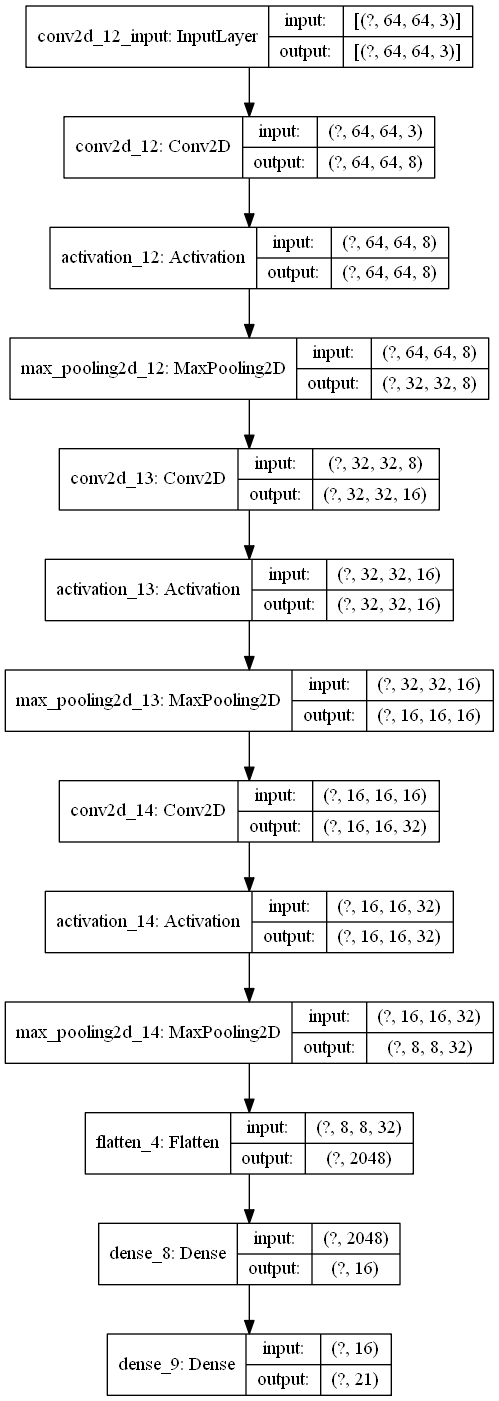 conv2d_12_input: InputLayer
input: [(?, 64, 64, 3)]
output: [(?, 64, 64, 3)]
conv2d_12: Conv2D
input: (?, 64, 64, 3)
output: (?, 64, 64, 8)
activation_12: Activation
input: (?, 64, 64, 8)
output: (?, 64, 64, 8)
max_pooling2d_12: MaxPooling2D
input: (?, 64, 64, 8)
output: (?, 32, 32, 8)
conv2d_13: Conv2D
input: (?, 32, 32, 8)
output: (?, 32, 32, 16)
activation_13: Activation
input: (?, 32, 32, 16)
output: (?, 32, 32, 16)
max_pooling2d_13: MaxPooling2D
input: (?, 32, 32, 16)
output: (?, 16, 16, 16)
conv2d_14: Conv2D
input: (?, 16, 16, 16)
output: (?, 16, 16, 32)
activation_14: Activation
input: (?, 16, 16, 32)
output: (?, 16, 16, 32)
max_pooling2d_14: MaxPooling2D
input: (?, 16, 16, 32)
output: (?, 8, 8, 32)
flatten_4: Flatten
input: (?, 8, 8, 32)
output: (?, 2048)
dense_8: Dense
input: (?, 2048)
output: (?, 16)
dense_9: Dense
input: (?, 16)
output: (?, 21)